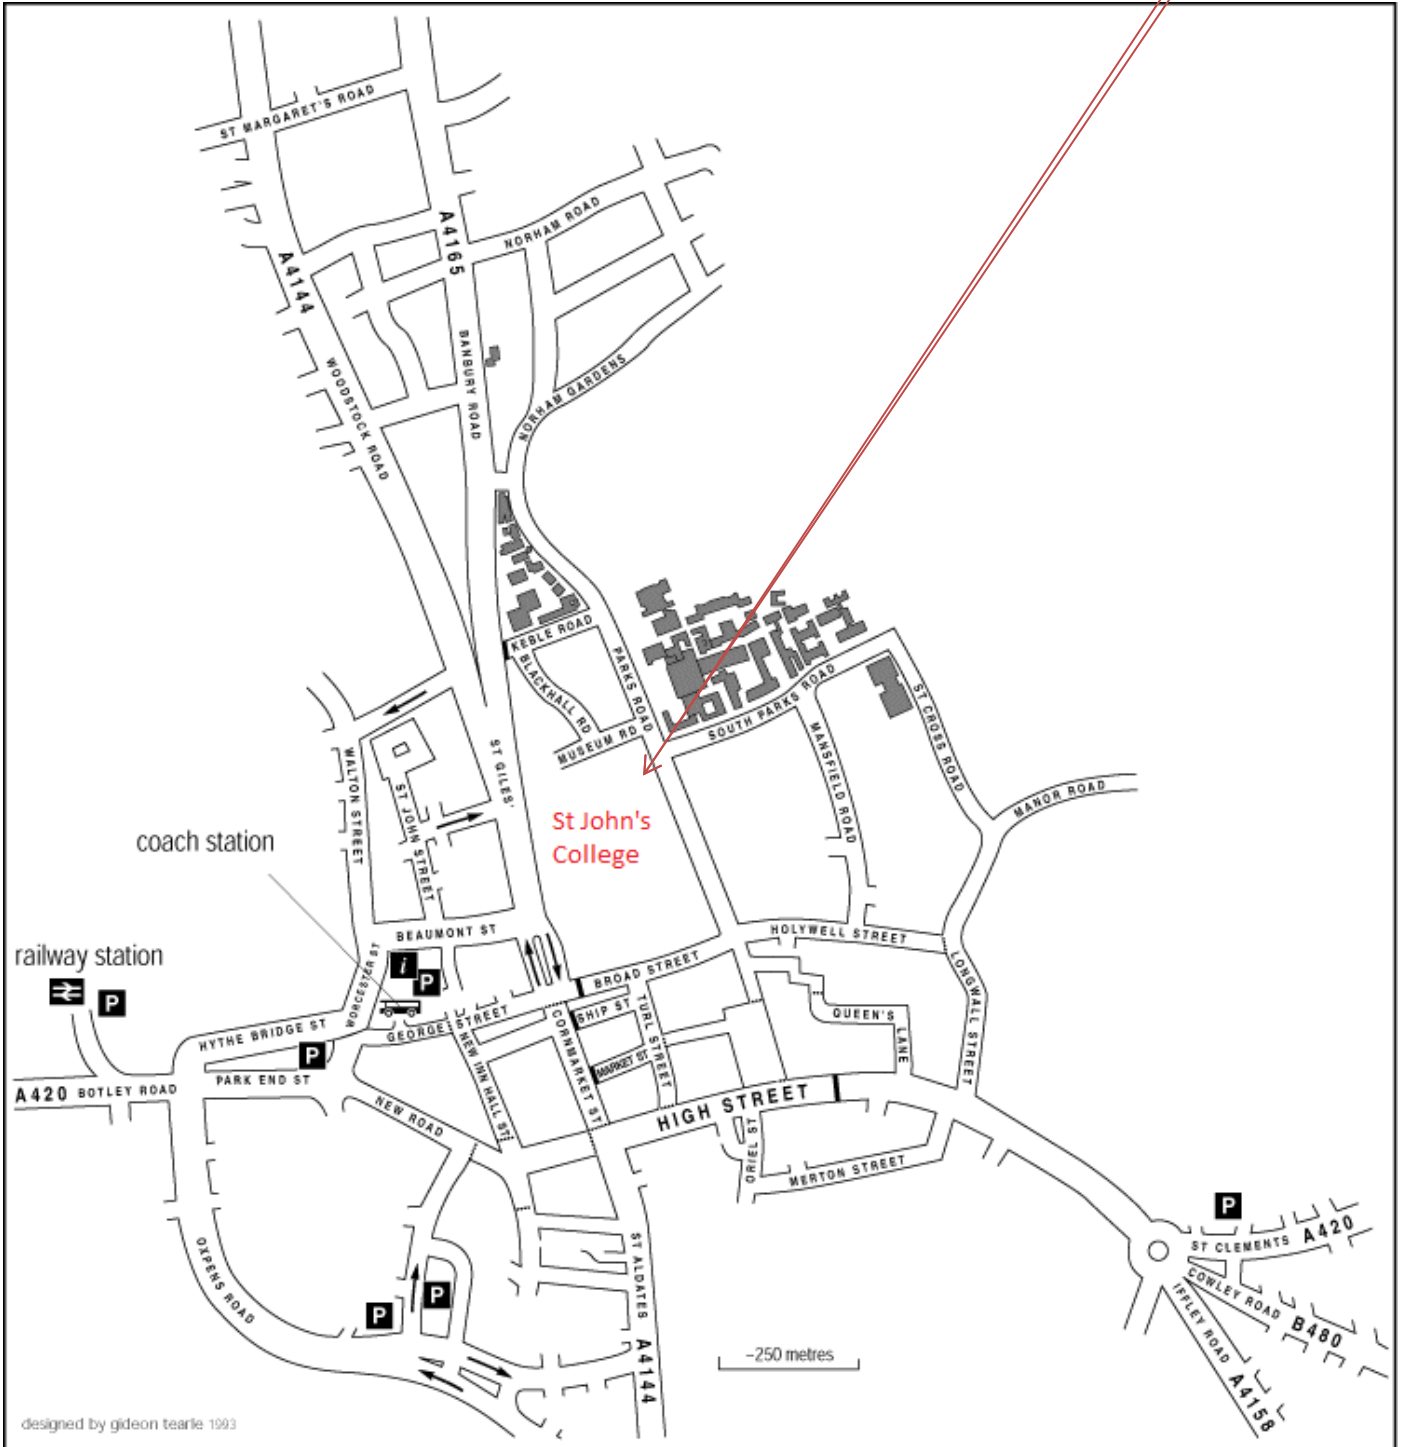 ST MARGARET'S ROAD
NORHAM ROAD
A4165
A4144
BANBURY ROAD
WOODSTOCK ROAD
NORHAM GARDENS
KEBLE ROAD
BLACKHALL RD
PARKS ROAD
MUSEUM RD
SOUTH PARKS ROAD
ST CROSS ROAD
MANSFIELD ROAD
MANOR ROAD
ST GILES'
WALTON STREET
ST JOHN STREET
St John's
College
coach station
BEAUMONT ST
HOLYWELL STREET
railway station
i
P
P
WORCESTER ST
BROAD STREET
LONGWALL STREET
HYTHE BRIDGE ST
GEORGE STREET
SHIP ST
TURL STREET
QUEEN'S
LANE
CORNMARKET ST
NEW INN HALL ST
MARKET ST
P
A420 BOTLEY ROAD
PARK END ST
NEW ROAD
HIGH STREET
ORIEL ST
MERTON STREET
P
ST CLEMENTS A420
COWLEY ROAD B480
IFFLEY ROAD A4158
OXPENS ROAD
P
P
ST ALDATES A4144
~250 metres
designed by gideon tearle 1993